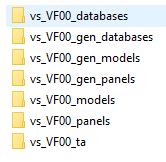 vs_VF00_databases
vs_VF00_gen_databases
vs_VF00_gen_models
vs_VF00_gen_panels
vs_VF00_models
vs_VF00_panels
vs_VF00_ta